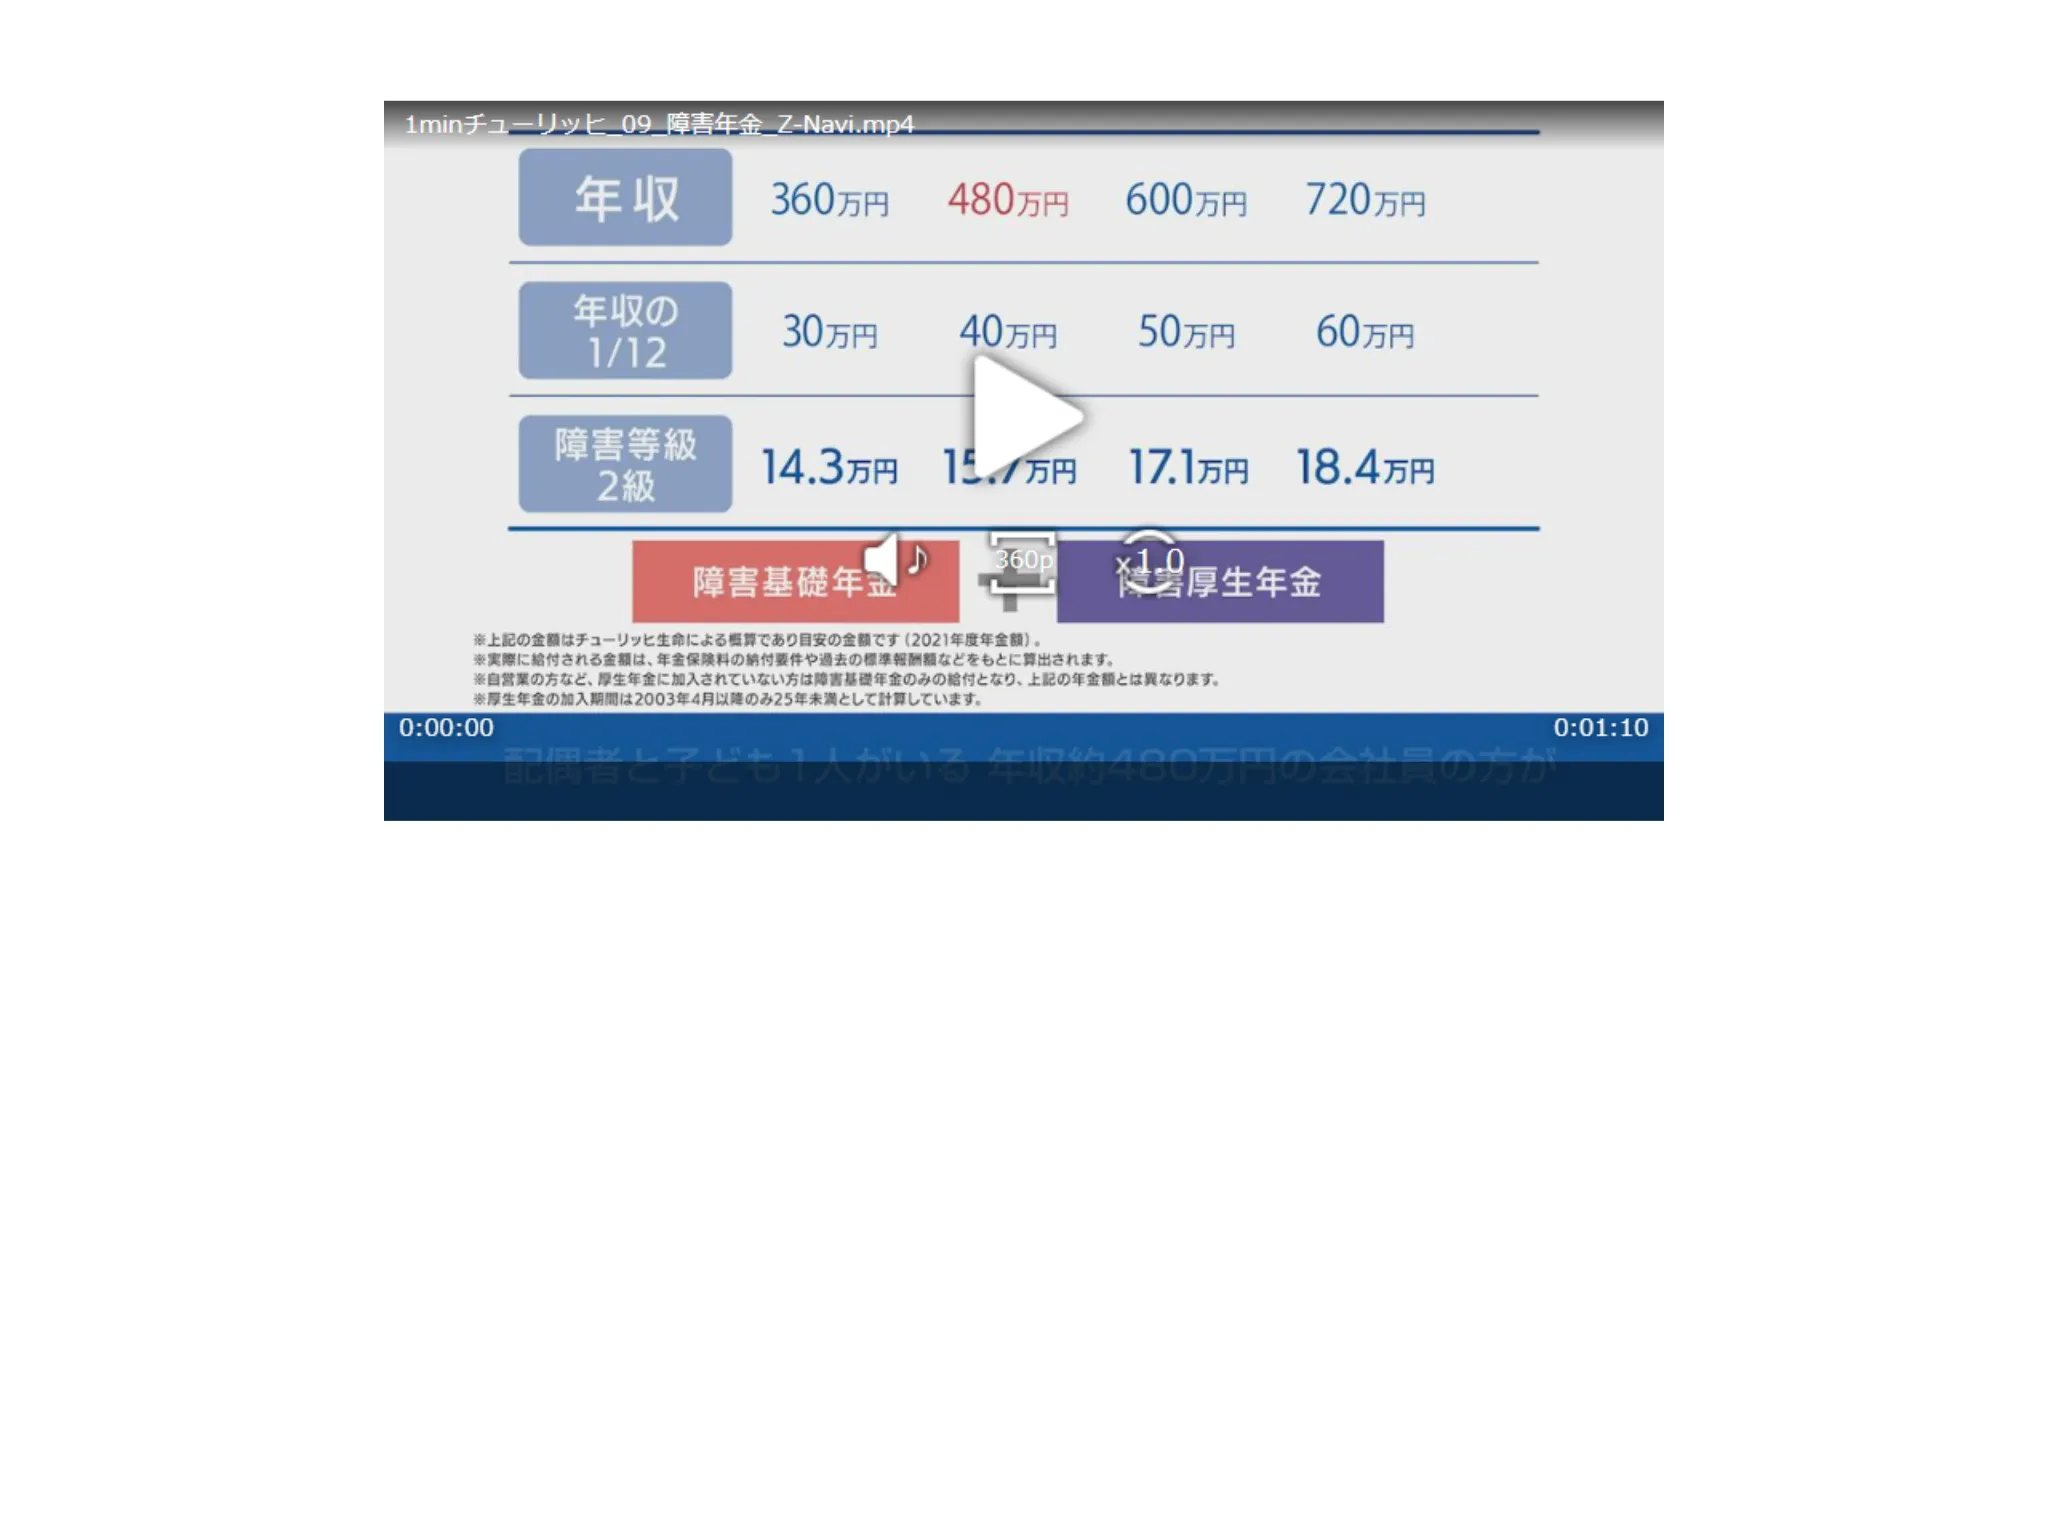 1minチューリッヒ_09_障害年金_Z-Navi.mp4
年収 360万円 480万円 600万円 720万円
年収の
1/12
30万円 40万円 50万円 60万円
障害等級
2級
14.3万円 15.7万円 17.1万円 18.4万円
障害基礎年金 + 障害厚生年金
360p
x1.0
※上記の金額はチューリッヒ生命による概算であり目安の金額です（2021年度年金額）。
※実際に給付される金額は、年金保険料の納付要件や過去の標準報酬額などをもとに算出されます。
※自営業の方など、厚生年金に加入されていない方は障害基礎年金のみの給付となり、上記の年金額とは異なります。
※厚生年金の加入期間は2003年4月以降のみ25年未満として計算しています。
0:00:00 0:01:10
配偶者と子ども1人がいる 年収約480万円の会社員の方が